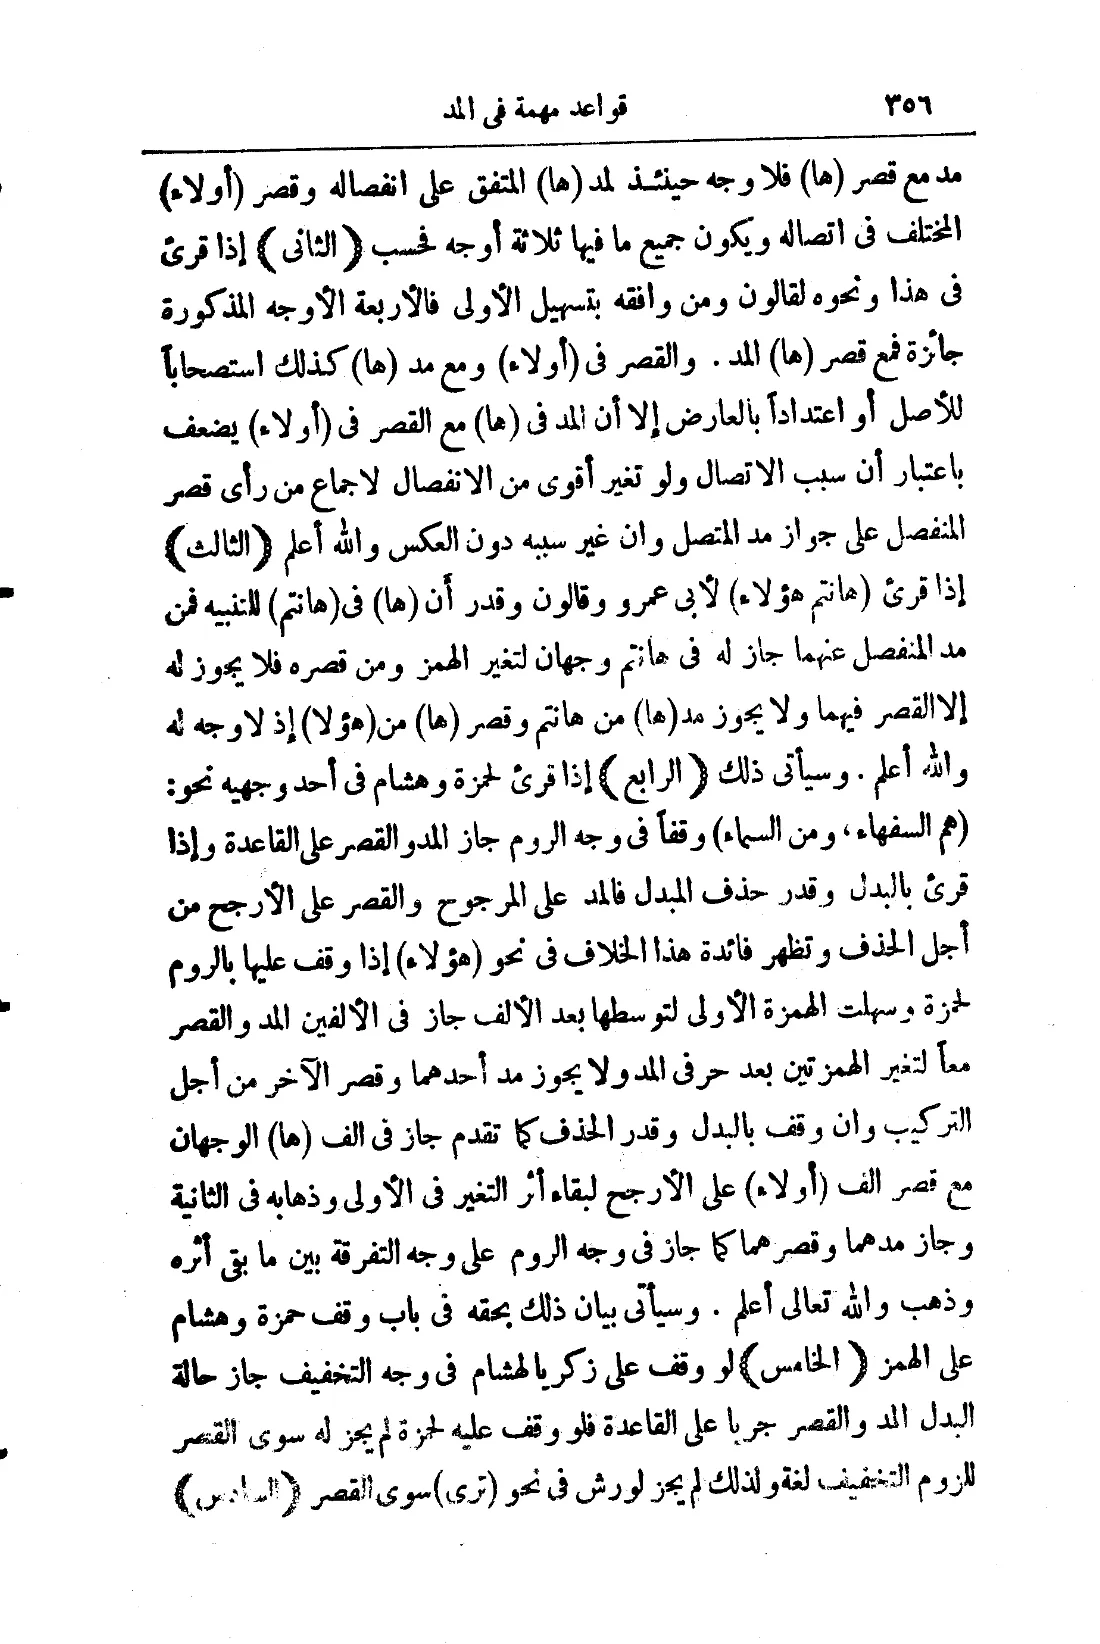 ٣٥٦ قواعد مهمة فى المد
مد مع قصر (ها) فلا وجه حينئذ لمد (ها) المتفق على انفصاله وقصر (أولاء)
المختلف فى اتصاله ويكون جميع ما فيها ثلاثة أوجه فحسب (الثانى) إذا قرئ
فى هذا ونحوه لقالون ومن وافقه بتسهيل الأولى فالأربعة الأوجه المذكورة
جائزة فمع قصر (ها) المد . والقصر فى (أولاء) ومع مد (ها) كذلك استصحاباً
للأصل أو اعتداداً بالعارض إلا أن المد فى (ها) مع القصر فى (أولاء) يضعف
باعتبار أن سبب الاتصال ولو تغير أقوى من الانفصال لاجماع من رأى قصر
المنفصل على جواز مد المتصل وان غير سببه دون العكس والله أعلم (الثالث)
إذا قرئ (هانتم هؤلاء) لأبى عمرو وقالون وقدر أن (ها) فى(هانتم) للتنبيه فمن
مد المنفصل عنهما جاز له فى هانتم وجهان لتغير الهمز ومن قصره فلا يجوز له
إلا القصر فيهما ولا يجوز مد(ها) من هانتم وقصر (ها) من(هؤلا) إذ لا وجه له
والله أعلم . وسيأتى ذلك (الرابع) إذا قرئ لحمزة وهشام فى أحد وجهيه نحو:
(هم السفهاء، ومن السماء) وقفاً فى وجه الروم جاز المد والقصر على القاعدة وإذا
قرئ بالبدل وقدر حذف المبدل فالمد على المرجوح والقصر على الأرجح من
أجل الحذف وتظهر فائدة هذا الخلاف فى نحو (هؤلاء) إذا وقف عليها بالروم
لحمزة وسهلت الهمزة الأولى لتوسطها بعد الألف جاز فى الألفين المد والقصر
معاً لتغير الهمزتين بعد حرفى المد ولا يجوز مد أحدهما وقصر الآخر من أجل
التركيب وان وقف بالبدل وقدر الحذف كما تقدم جاز فى الف (ها) الوجهان
مع قصر الف (أولاء) على الأرجح لبقاء أثر التغير فى الأولى وذهابه فى الثانية
وجاز مدهما وقصرهما كما جاز فى وجه الروم على وجه التفرقة بين ما بقى أثره
وذهب والله تعالى أعلم . وسيأتى بيان ذلك بحقه فى باب وقف حمزة وهشام
على الهمز (الخامس) لو وقف على زكريا لهشام فى وجه التخفيف جاز حالة
البدل المد والقصر جريا على القاعدة فلو وقف عليه لحمزة لم يجز له سوى القصر
للزوم التخفيف لغة ولذلك لم يجز لورش فى نحو (ترى) سوى القصر (السادس)